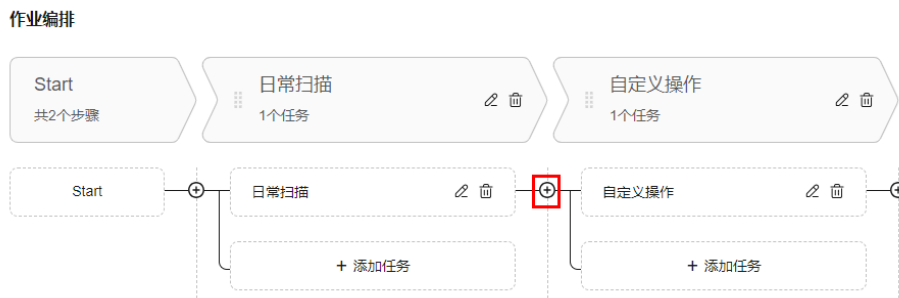 作业编排
Start
共2个步骤
日常扫描
1个任务
自定义操作
1个任务
Start
日常扫描
自定义操作
+ 添加任务
+ 添加任务